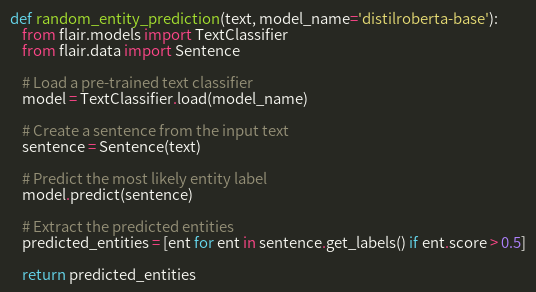 def random_entity_prediction(text, model_name='distilroberta-base'):
from flair.models import TextClassifier
from flair.data import Sentence
# Load a pre-trained text classifier
model = TextClassifier.load(model_name)
# Create a sentence from the input text
sentence = Sentence(text)
# Predict the most likely entity label
model.predict(sentence)
# Extract the predicted entities
predicted_entities = [ent for ent in sentence.get_labels() if ent.score > 0.5]
return predicted_entities